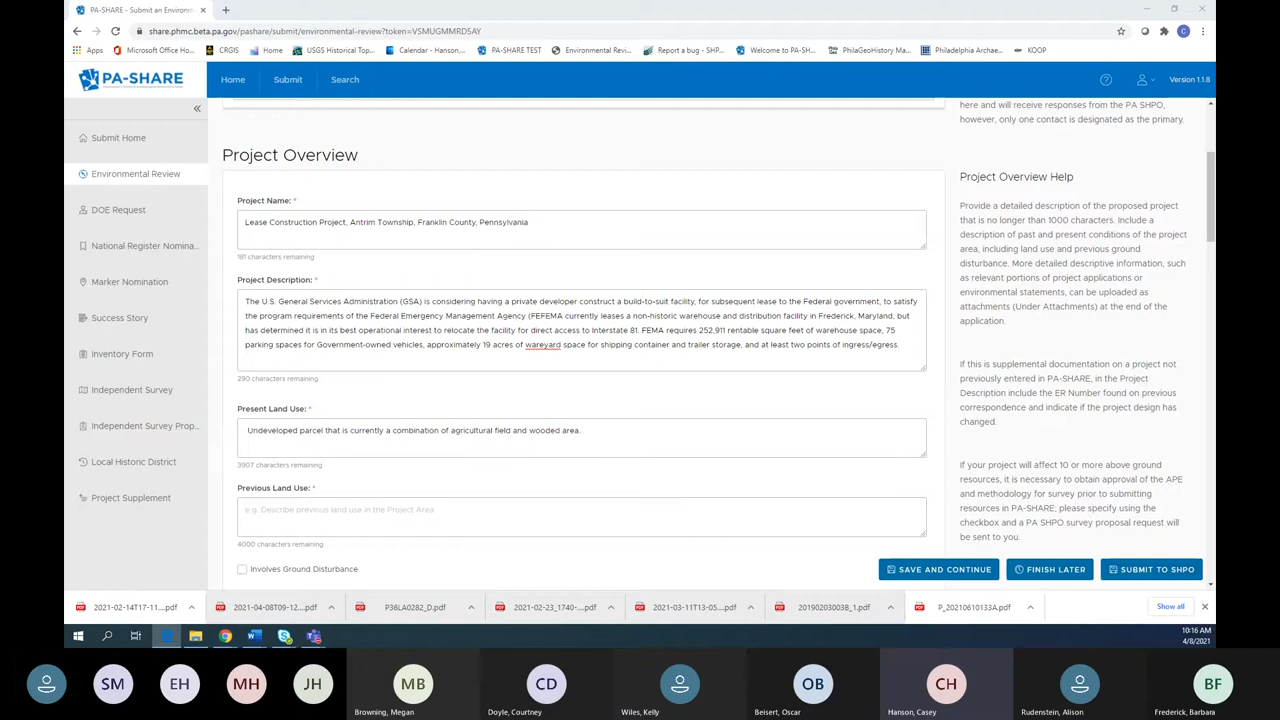 PA-SHARE - Submit an Environm
share.phmc.beta.pa.gov/pashare/submit/environmental-review?token=VSMUGMMRD5AY
Apps Microsoft Office Ho... CRGIS Home USGS Historical Top... Calendar - Hanson,... PA-SHARE TEST Environmental Revi... Report a bug - SHP... Welcome to PA-SH... PhilaGeoHistory Ma... Philadelphia Archae... KOOP
PA-SHARE Home Submit Search Version 1.1.8
Submit Home
Environmental Review
DOE Request
National Register Nomina...
Marker Nomination
Success Story
Inventory Form
Independent Survey
Independent Survey Prop...
Local Historic District
Project Supplement
Project Overview
Project Name: *
Lease Construction Project, Antrim Township, Franklin County, Pennsylvania
181 characters remaining
Project Description: *
The U.S. General Services Administration (GSA) is considering having a private developer construct a build-to-suit facility, for subsequent lease to the Federal government, to satisfy
the program requirements of the Federal Emergency Management Agency (FEFEMA currently leases a non-historic warehouse and distribution facility in Frederick, Maryland, but
has determined it is in its best operational interest to relocate the facility for direct access to Interstate 81. FEMA requires 252,911 rentable square feet of warehouse space, 75
parking spaces for Government-owned vehicles, approximately 19 acres of wareyard space for shipping container and trailer storage, and at least two points of ingress/egress.
290 characters remaining
Present Land Use: *
Undeveloped parcel that is currently a combination of agricultural field and wooded area.
3907 characters remaining
Previous Land Use: *
e.g. Describe previous land use in the Project Area
4000 characters remaining
Involves Ground Disturbance
here and will receive responses from the PA SHPO,
however, only one contact is designated as the primary.
Project Overview Help
Provide a detailed description of the proposed project
that is no longer than 1000 characters. Include a
description of past and present conditions of the project
area, including land use and previous ground
disturbance. More detailed descriptive information, such
as relevant portions of project applications or
environmental statements, can be uploaded as
attachments (Under Attachments) at the end of the
application.
If this is supplemental documentation on a project not
previously entered in PA-SHARE, in the Project
Description include the ER Number found on previous
correspondence and indicate if the project design has
changed.
If your project will affect 10 or more above ground
resources, it is necessary to obtain approval of the APE
and methodology for survey prior to submitting
resources in PA-SHARE; please specify using the
checkbox and a PA SHPO survey proposal request will
be sent to you.
SAVE AND CONTINUE FINISH LATER SUBMIT TO SHPO
2021-02-14T17-11....pdf 2021-04-08T09-12....pdf P36LA0282_D.pdf 2021-02-23_1740-....pdf 2021-03-11T13-05....pdf 201902030038_1.pdf P_20210610133A.pdf Show all
10:16 AM
4/8/2021
SM EH MH JH MB CD OB CH BF
Browning, Megan Doyle, Courtney Wiles, Kelly Beisert, Oscar Hanson, Casey Rudenstein, Alison Frederick, Barbara